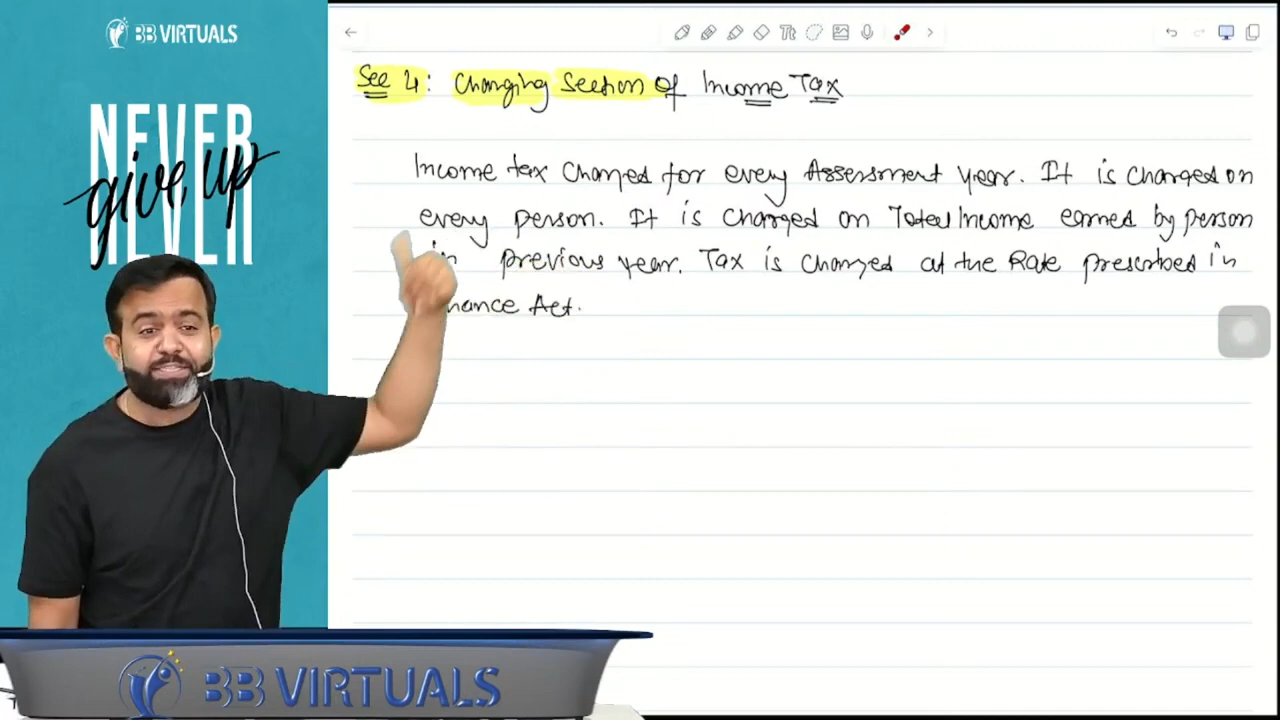 BB VIRTUALS
NEVER
give up
NEVER
Sec 4: Charging Section of Income Tax
Income tax charged for every Assessment year. It is charged on
every person. It is charged on Total Income earned by person
in previous year. Tax is charged at the Rate prescribed in
nance Act.
BB VIRTUALS